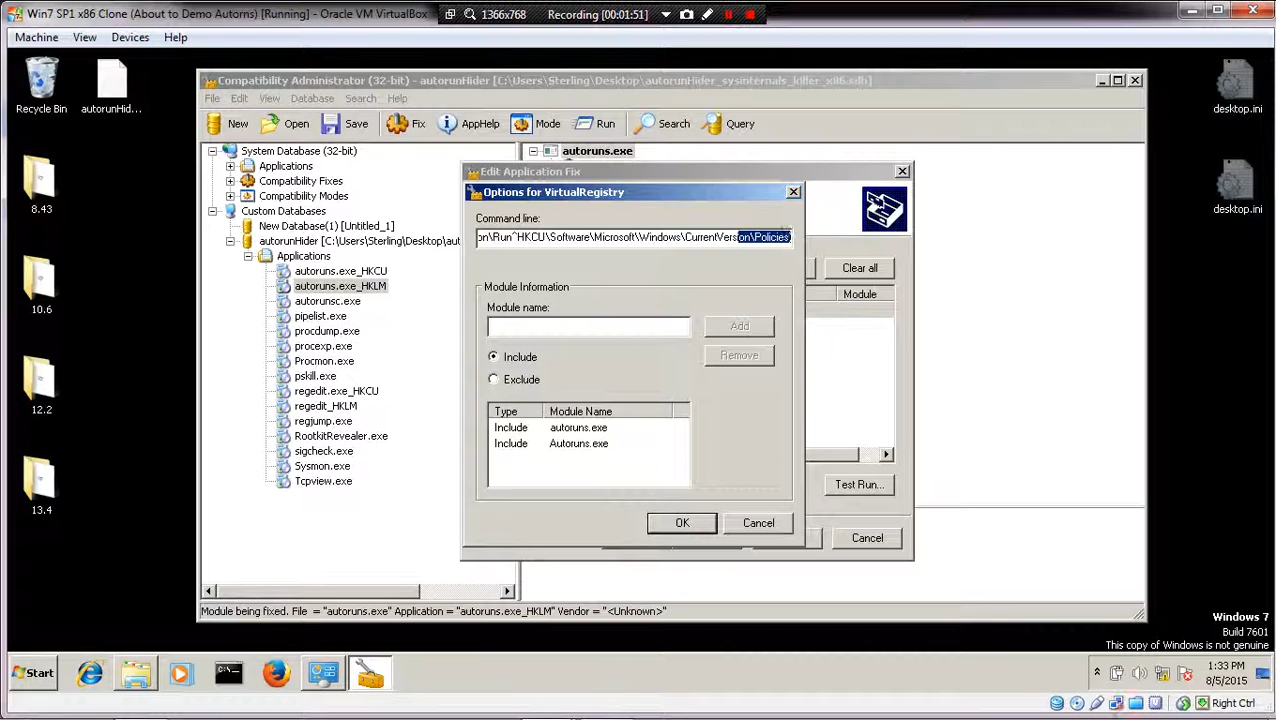 Win7 SP1 x86 Clone (About to Demo Autorns) [Running] - Oracle VM VirtualBox
1366x768
Recording [00:01:51]
Machine View Devices Help
Recycle Bin
autorunHid...
8.43
10.6
12.2
13.4
desktop.ini
desktop.ini
Compatibility Administrator (32-bit) - autorunHider [C:\Users\Sterling\Desktop\autorunHider_sysinternals_killer_x86.sdb]
File Edit View Database Search Help
New Open Save Fix AppHelp Mode Run Search Query
System Database (32-bit)
Applications
Compatibility Fixes
Compatibility Modes
Custom Databases
New Database(1) [Untitled_1]
autorunHider [C:\Users\Sterling\Deskto
Applications
autoruns.exe_HKCU
autoruns.exe_HKLM
autorunsc.exe
pipelist.exe
procdump.exe
procexp.exe
Procmon.exe
pskill.exe
regedit.exe_HKCU
regedit_HKLM
regjump.exe
RootkitRevealer.exe
sigcheck.exe
Sysmon.exe
Tcpview.exe
autoruns.exe
Edit Application Fix
Clear all
Module
Test Run...
Cancel
Options for VirtualRegistry
Command line:
on\Run^HKCU\Software\Microsoft\Windows\CurrentVerson\Policies
Module Information
Module name:
Add
Include
Remove
Exclude
Type Module Name
Include autoruns.exe
Include Autoruns.exe
OK Cancel
Module being fixed. File = "autoruns.exe" Application = "autoruns.exe_HKLM" Vendor = "<Unknown>"
Windows 7
Build 7601
This copy of Windows is not genuine
Start
1:33 PM
8/5/2015
Right Ctrl